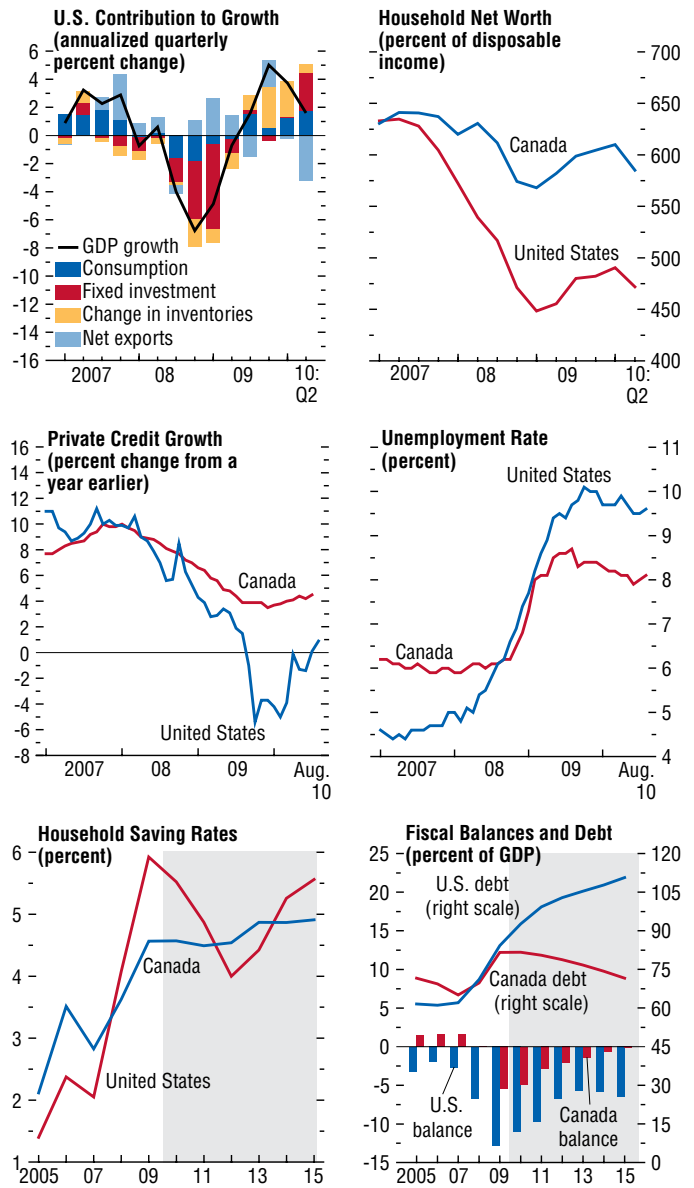 U.S. Contribution to Growth
(annualized quarterly
percent change)
6
4
2
0
-2
-4
-6
-8
-10
-12
-14
-16
GDP growth
Consumption
Fixed investment
Change in inventories
Net exports
2007 08 09 10:
Q2
Household Net Worth
(percent of disposable
income)
700
650
600
550
500
450
400
Canada
United States
2007 08 09 10:
Q2
Private Credit Growth
(percent change from a
year earlier)
16
14
12
10
8
6
4
2
0
-2
-4
-6
-8
Canada
United States
2007 08 09 Aug.
10
Unemployment Rate
(percent)
11
10
9
8
7
6
5
4
United States
Canada
2007 08 09 Aug.
10
Household Saving Rates
(percent)
6
5
4
3
2
1
Canada
United States
2005 07 09 11 13 15
Fiscal Balances and Debt
(percent of GDP)
25
20
15
10
5
0
-5
-10
-15
120
105
90
75
60
45
30
15
0
U.S. debt
(right scale)
Canada debt
(right scale)
U.S.
balance
Canada
balance
2005 07 09 11 13 15